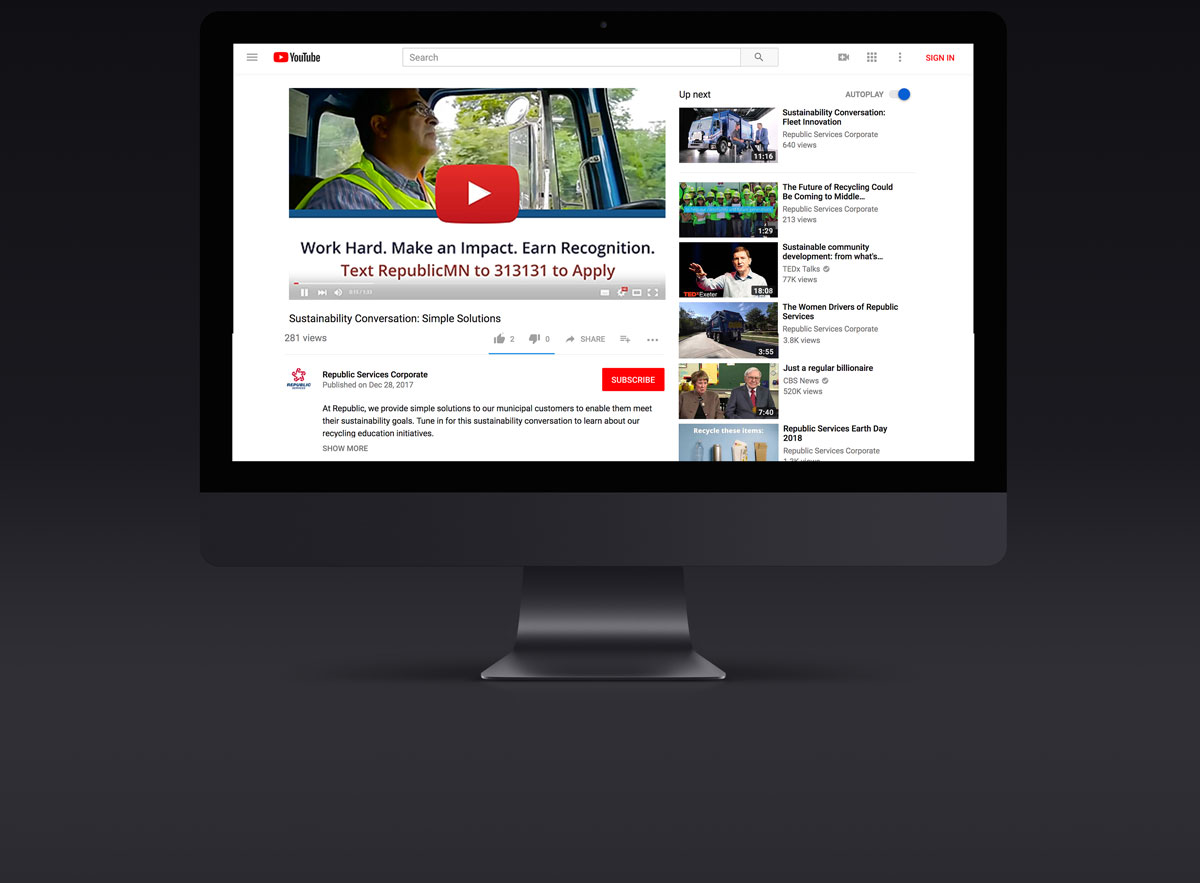 YouTube
Search
SIGN IN
Work Hard. Make an Impact. Earn Recognition.
Text RepublicMN to 313131 to Apply
Sustainability Conversation: Simple Solutions
281 views
2
0
SHARE
REPUBLIC
SERVICES
Republic Services Corporate
Published on Dec 28, 2017
SUBSCRIBE
At Republic, we provide simple solutions to our municipal customers to enable them meet
their sustainability goals. Tune in for this sustainability conversation to learn about our
recycling education initiatives.
SHOW MORE
Up next
AUTOPLAY
11:16
Sustainability Conversation:
Fleet Innovation
Republic Services Corporate
640 views
1:29
The Future of Recycling Could
Be Coming to Middle...
Republic Services Corporate
213 views
TEDxExeter
18:08
Sustainable community
development: from what's...
TEDx Talks
77K views
3:55
The Women Drivers of Republic
Services
Republic Services Corporate
3.8K views
7:40
Just a regular billionaire
CBS News
520K views
Recycle these items:
Republic Services Earth Day
2018
Republic Services Corporate